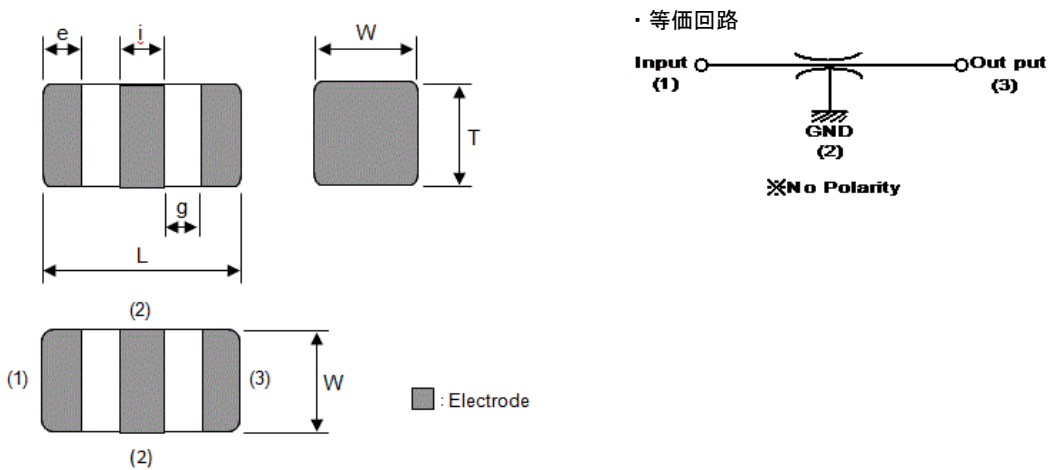 e
i
W
T
g
L
(2)
(1)
(3)
W
(2)
: Electrode
・等価回路
Input
(1)
Out put
(3)
GND
(2)
※No Polarity